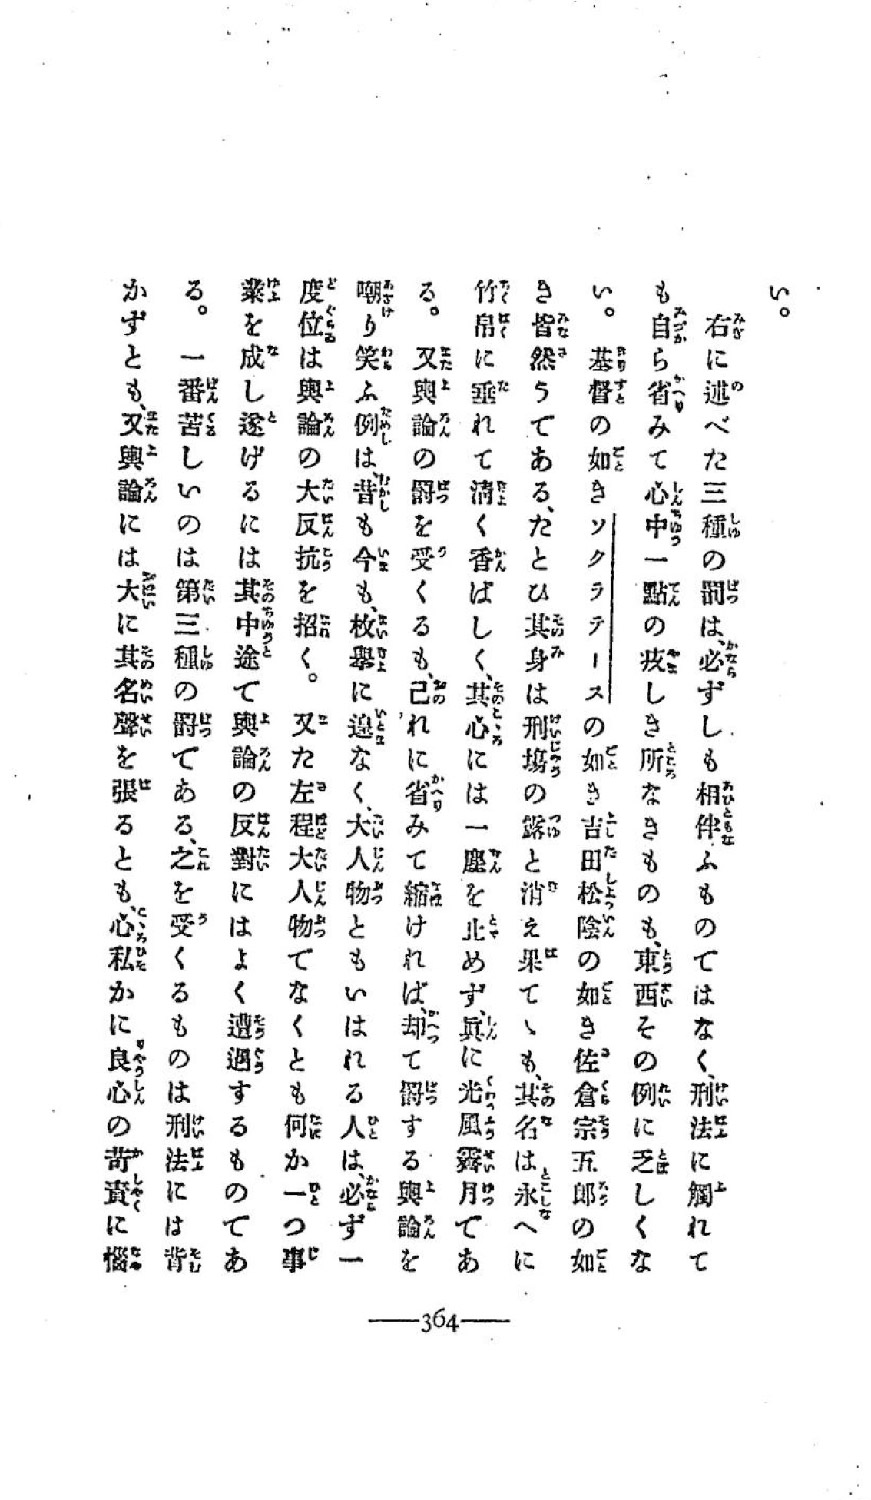 い。
右に述べた三種の罰は、必ずしも相伴ふものではなく、刑法に觸れて
も自ら省みて心中一點の疚しき所なきものも、東西その例に乏しくな
い。基督の如きソクラテースの如き吉田松陰の如き佐倉宗五郎の如
き皆然うである、たとひ其身は刑塲の露と消え果てゝも、其名は永へに
竹帛に垂れて淸く香ばしく、其心には一塵を止めず、眞に光風霽月であ
る。又輿論の罰を受くるも、己れに省みて縮ければ、却て罰する輿論を
嘲り笑ふ例は、昔も今も、枚擧に遑なく、大人物ともいはれる人は、必ず一
度位は輿論の大反抗を招く。又た左程大人物でなくとも何か一つ事
業を成し遂げるには其中途て輿論の反對にはよく遭遇するものであ
る。一番苦しいのは第三種の罰である、之を受くるものは刑法には背
かずとも、又輿論には大に其名聲を張るとも、心私かに良心の苛責に惱
364